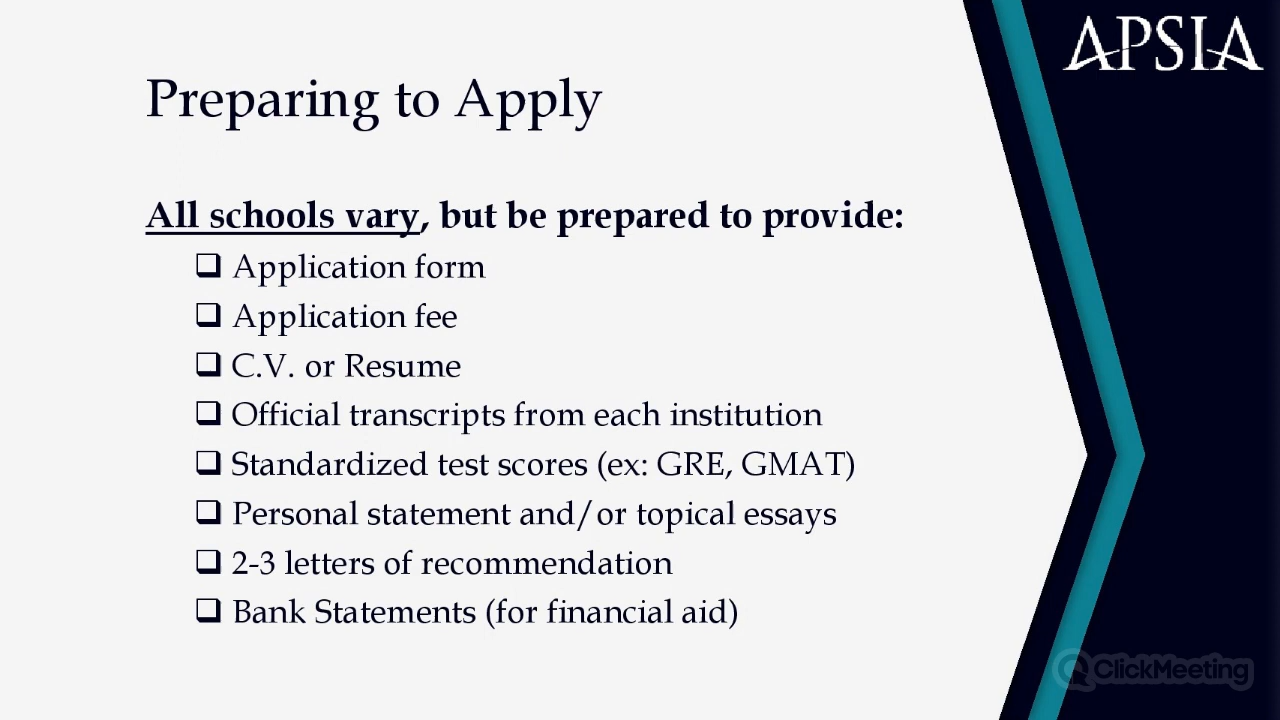 APSIA
Preparing to Apply
All schools vary, but be prepared to provide:
❑ Application form
❑ Application fee
❑ C.V. or Resume
❑ Official transcripts from each institution
❑ Standardized test scores (ex: GRE, GMAT)
❑ Personal statement and/or topical essays
❑ 2-3 letters of recommendation
❑ Bank Statements (for financial aid)
ClickMeeting